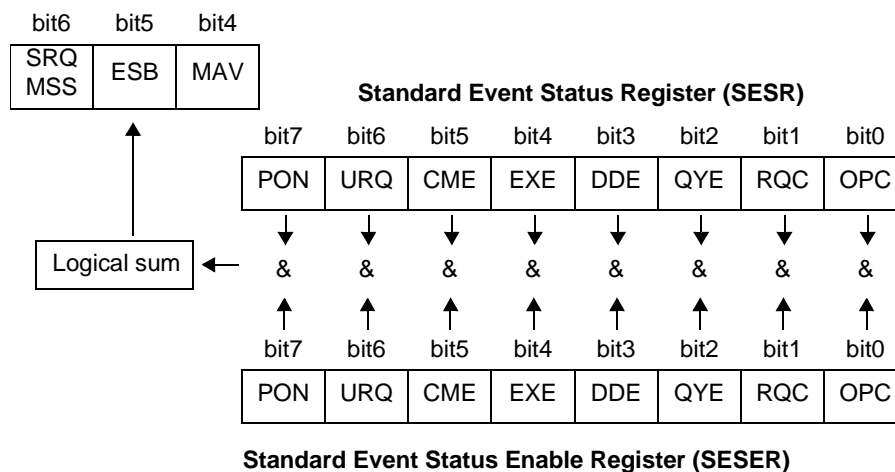 bit6 bit5 bit4
SRQ MSS ESB MAV
Standard Event Status Register (SESR)
bit7 bit6 bit5 bit4 bit3 bit2 bit1 bit0
PON URQ CME EXE DDE QYE RQC OPC
Logical sum & & & & & & & &
bit7 bit6 bit5 bit4 bit3 bit2 bit1 bit0
PON URQ CME EXE DDE QYE RQC OPC
Standard Event Status Enable Register (SESER)